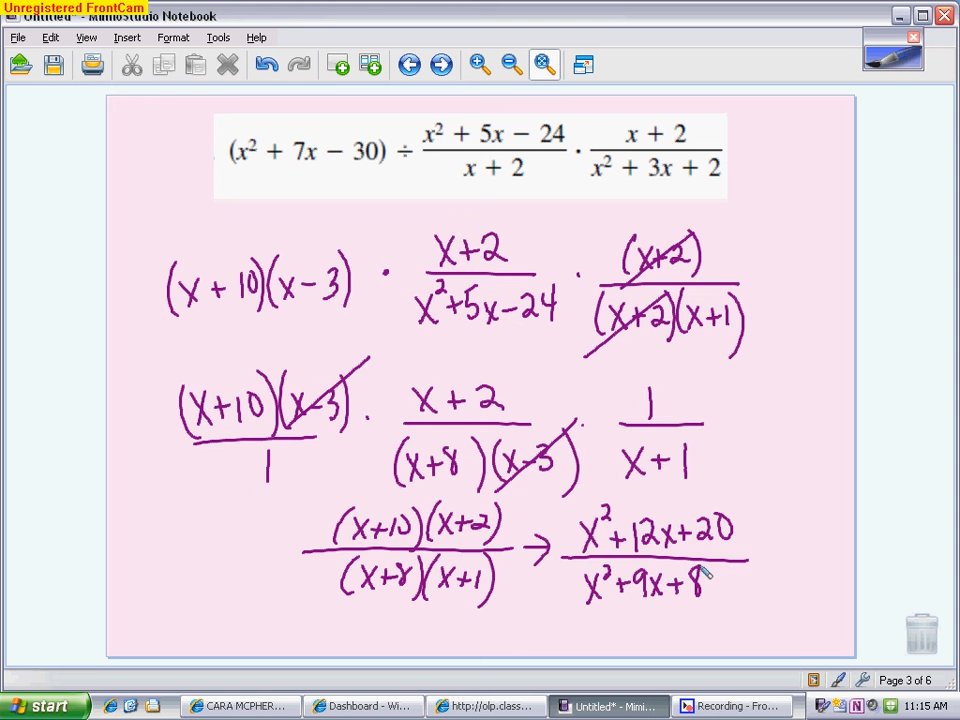 Unregistered FrontCam
Untitled* - MimioStudio Notebook
File Edit View Insert Format Tools Help
(x² + 7x − 30) ÷ (x² + 5x − 24)/(x + 2) · (x + 2)/(x² + 3x + 2)
(x+10)(x−3) · (x+2)/(x²+5x−24) · (x+2)/((x+2)(x+1))
(x+10)(x−3)/1 · (x+2)/((x+8)(x−3)) · 1/(x+1)
(x+10)(x+2)/((x+8)(x+1)) → (x²+12x+20)/(x²+9x+8)
Page 3 of 6
start CARA MCPHER... Dashboard - Wi... http://olp.class... Untitled* - Mimi... Recording - Fro... 11:15 AM